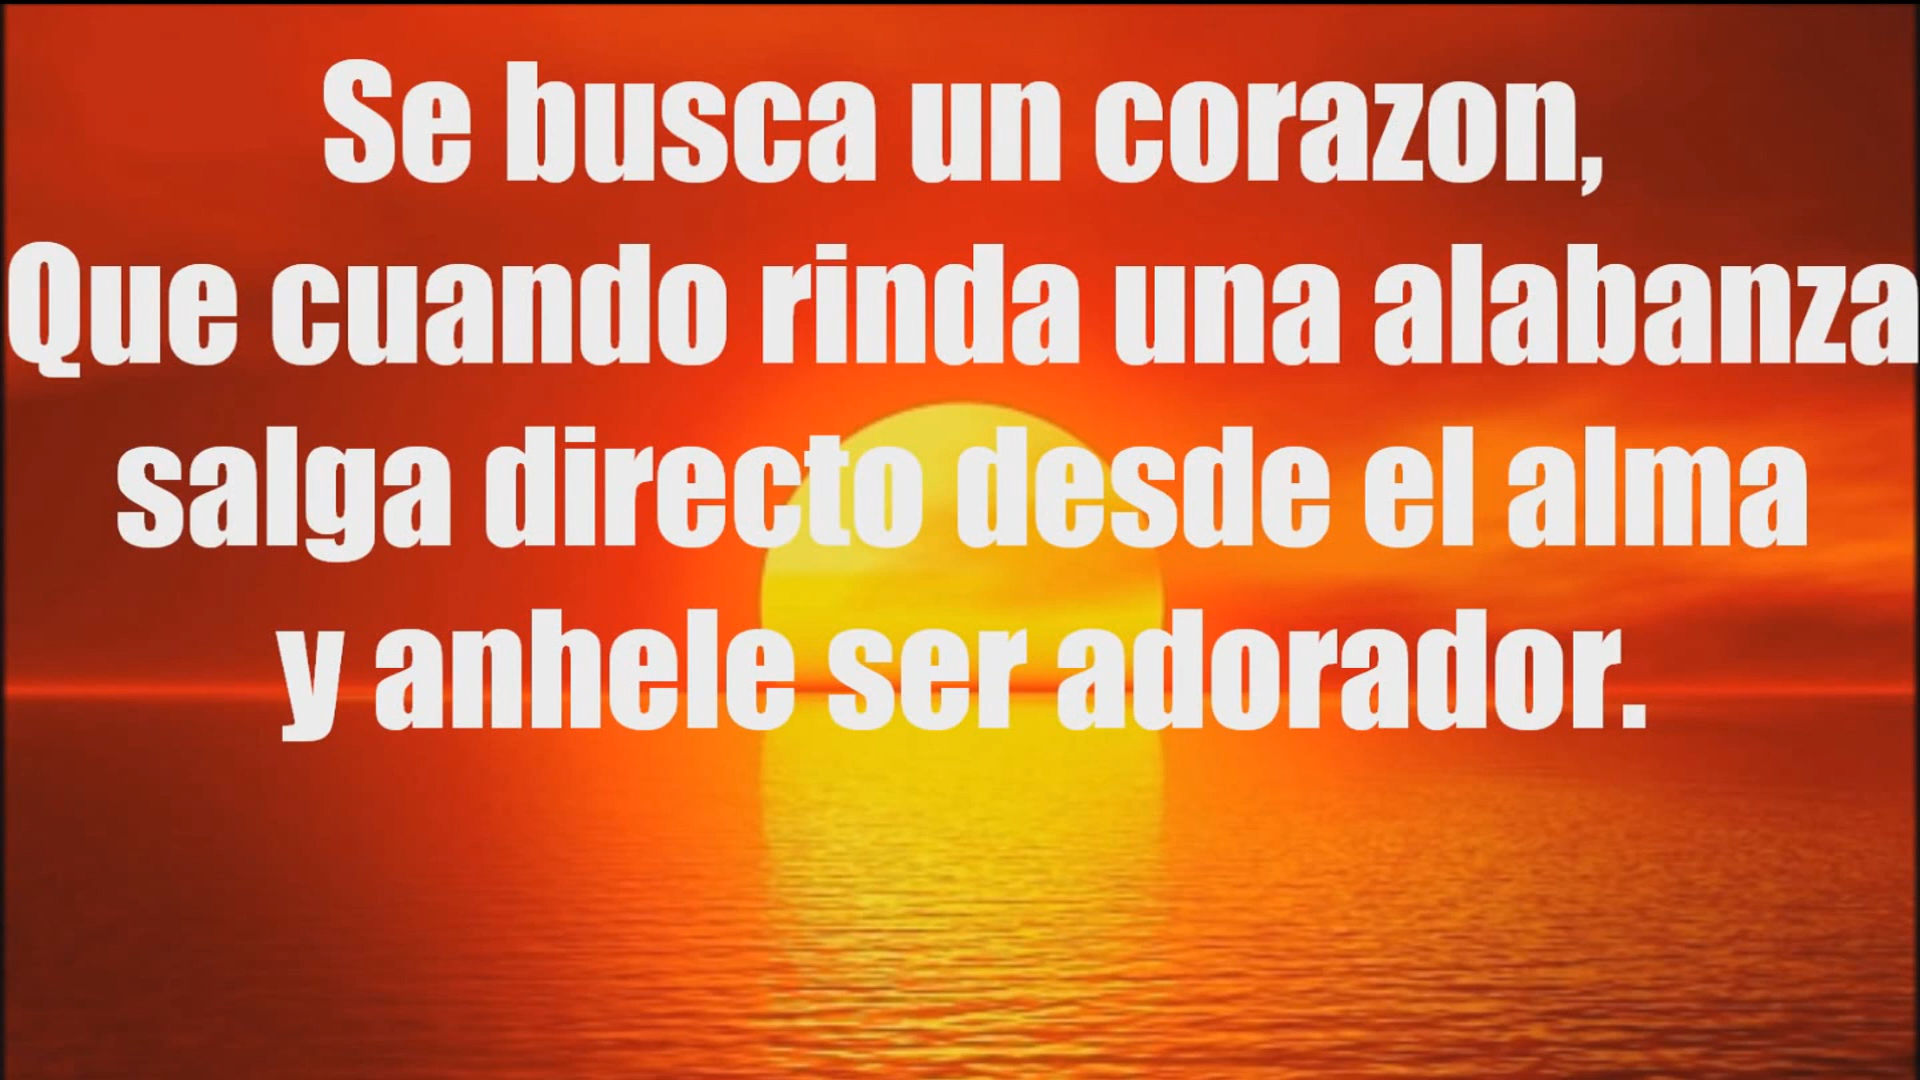 Se busca un corazon,
Que cuando rinda una alabanza
salga directo desde el alma
y anhele ser adorador.